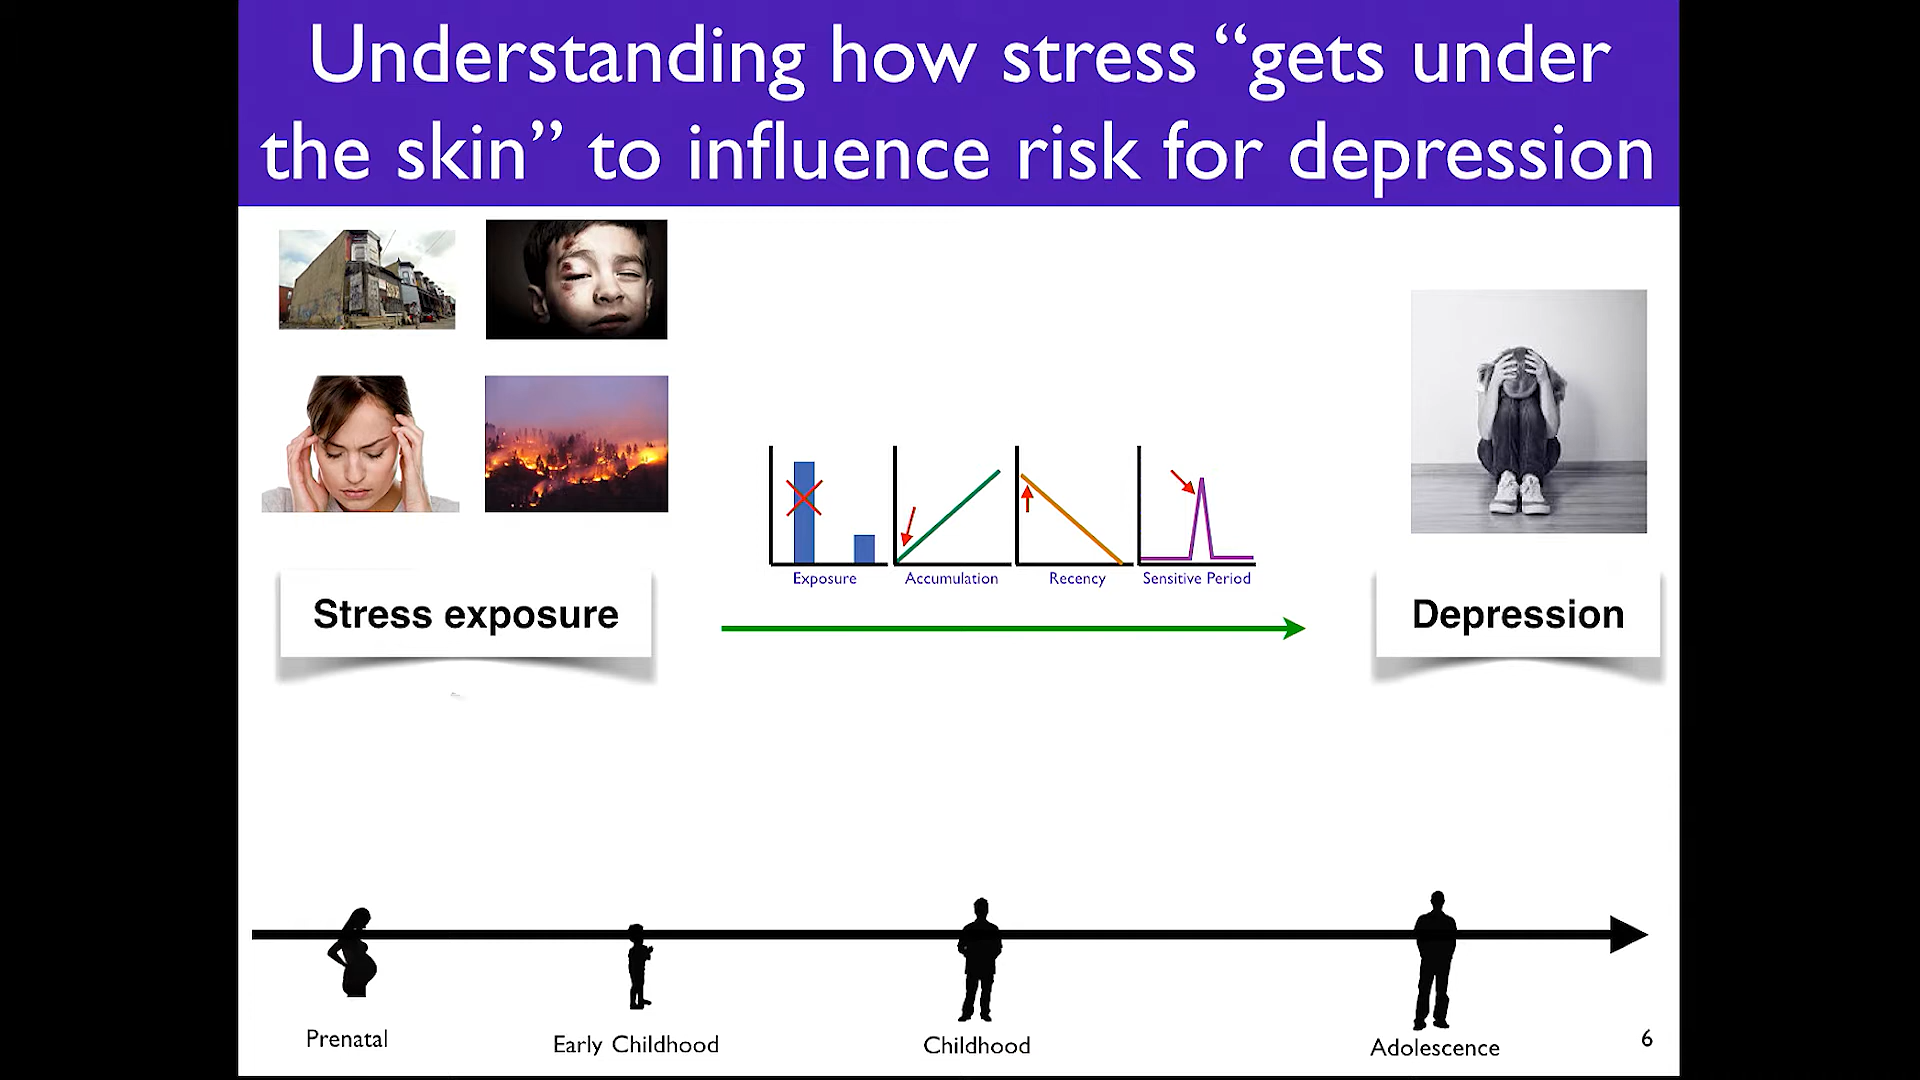 Understanding how stress “gets under
the skin” to influence risk for depression
Exposure
Accumulation
Recency
Sensitive Period
Stress exposure
Depression
Prenatal
Early Childhood
Childhood
Adolescence
6